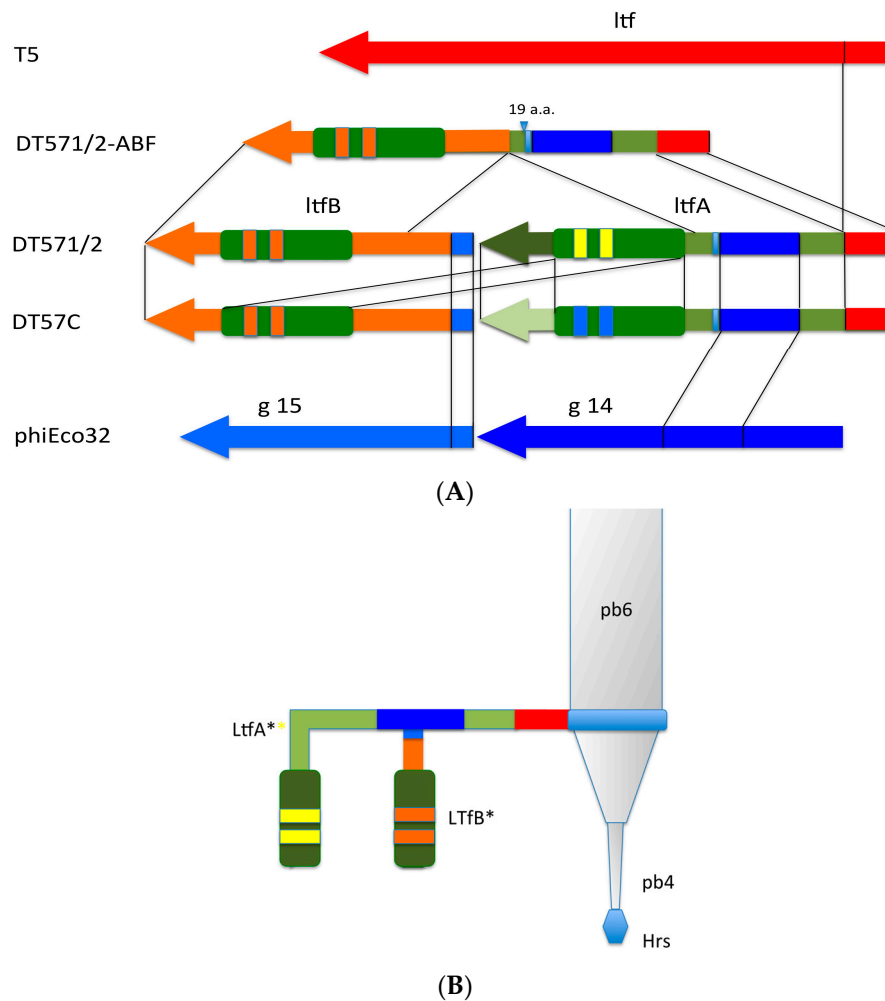 ltf
T5
19 a.a.
DT571/2-ABF
ltfB ltfA
DT571/2
DT57C
g 15 g 14
phiEco32
(A)
pb6
LtfA**
LTfB*
pb4
Hrs
(B)